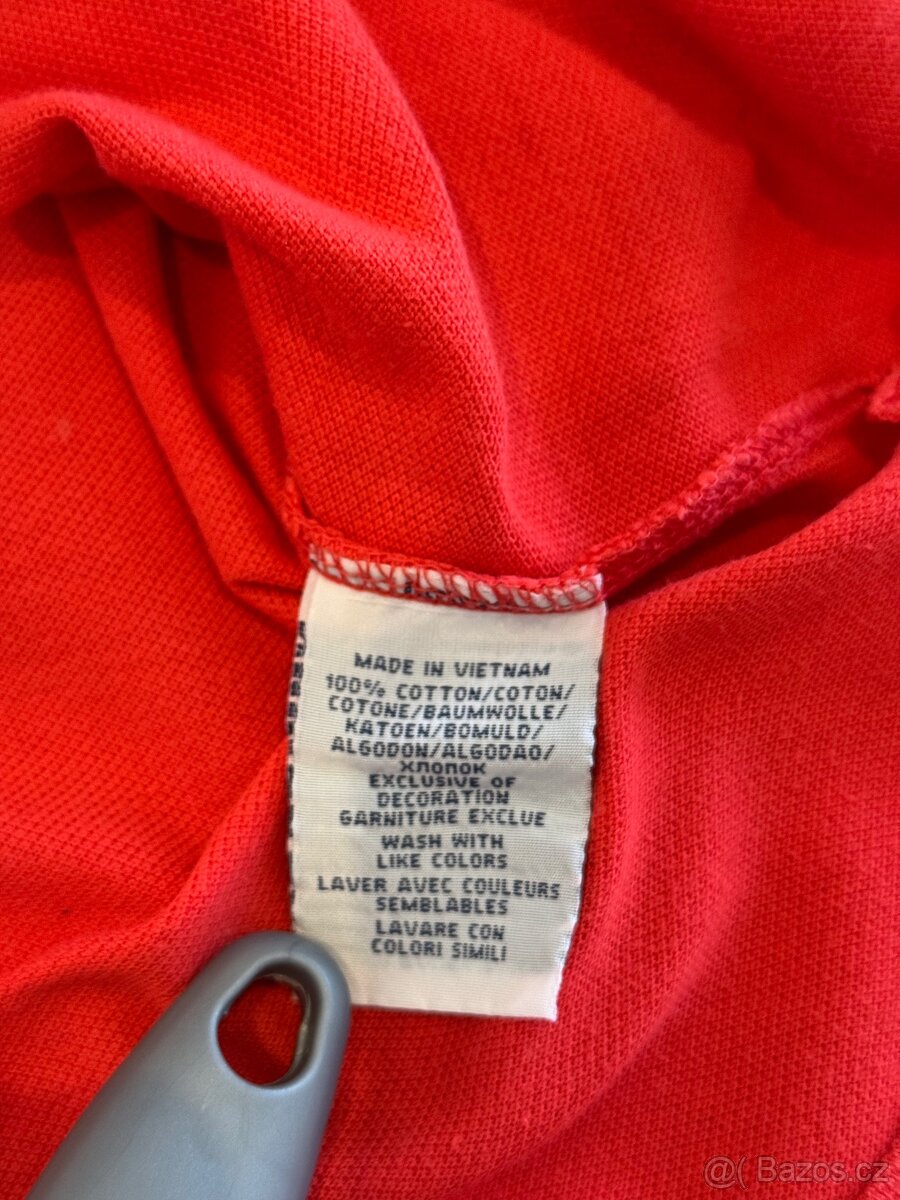 MADE IN VIETNAM
100% COTTON/COTON/
COTONE/BAUMWOLLE/
KATOEN/BOMULD/
ALGODON/ALGODAO/
ХЛОПОК
EXCLUSIVE OF
DECORATION
GARNITURE EXCLUE
WASH WITH
LIKE COLORS
LAVER AVEC COULEURS
SEMBLABLES
LAVARE CON
COLORI SIMILI
@( Bazos.cz